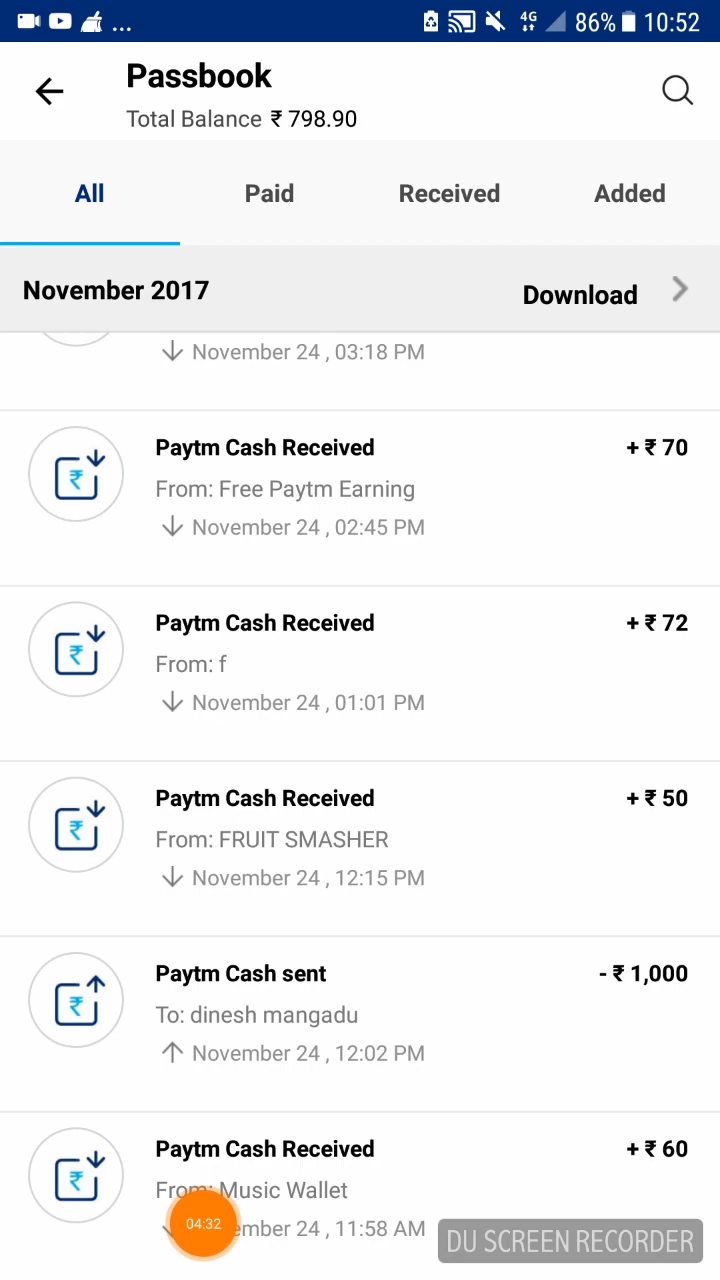 ... 4G 86% 10:52
Passbook
Total Balance ₹ 798.90
All Paid Received Added
November 2017 Download
November 24 , 03:18 PM
Paytm Cash Received + ₹ 70
From: Free Paytm Earning
November 24 , 02:45 PM
Paytm Cash Received + ₹ 72
From: f
November 24 , 01:01 PM
Paytm Cash Received + ₹ 50
From: FRUIT SMASHER
November 24 , 12:15 PM
Paytm Cash sent - ₹ 1,000
To: dinesh mangadu
November 24 , 12:02 PM
Paytm Cash Received + ₹ 60
From: Music Wallet
04:32 ember 24 , 11:58 AM
DU SCREEN RECORDER